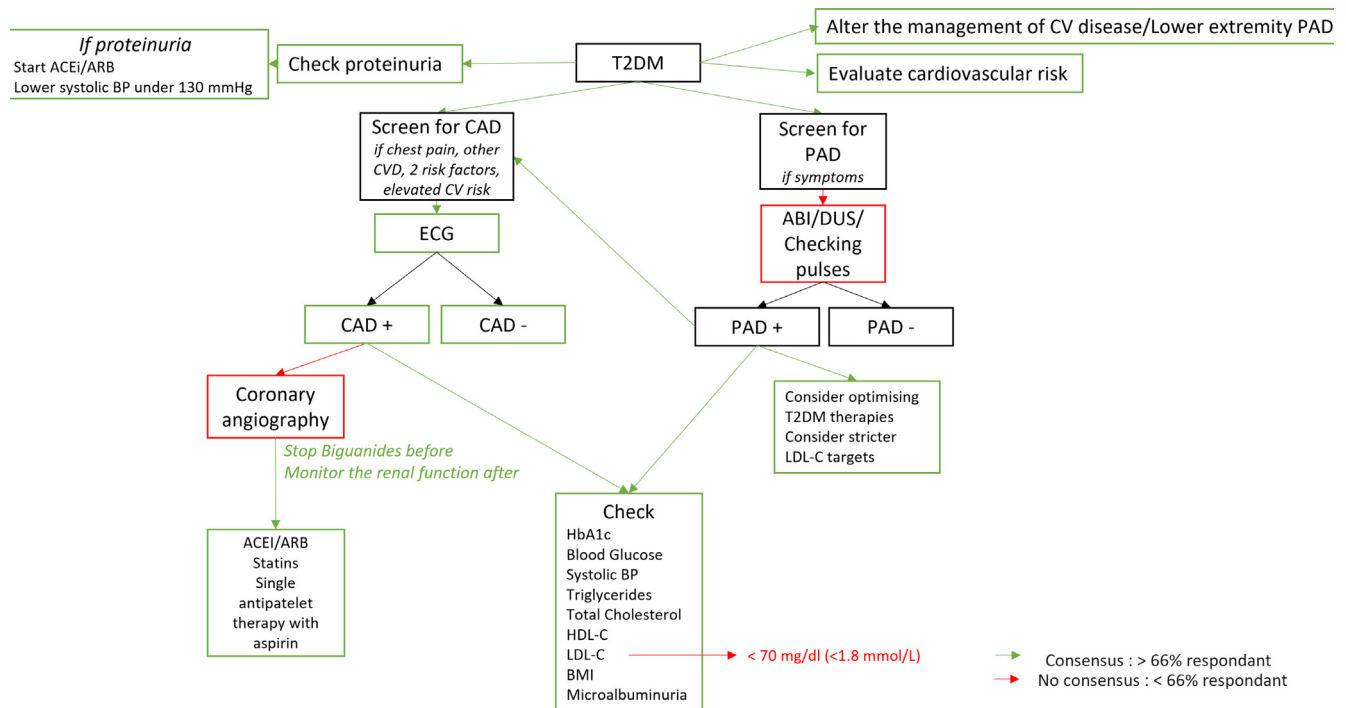 If proteinuria
Start ACEi/ARB
Lower systolic BP under 130 mmHg
Check proteinuria
T2DM
Alter the management of CV disease/Lower extremity PAD
Evaluate cardiovascular risk
Screen for CAD
if chest pain, other
CVD, 2 risk factors,
elevated CV risk
Screen for
PAD
if symptoms
ECG
ABI/DUS/
Checking
pulses
CAD +
CAD -
PAD +
PAD -
Coronary
angiography
Consider optimising
T2DM therapies
Consider stricter
LDL-C targets
Stop Biguanides before
Monitor the renal function after
ACEI/ARB
Statins
Single
antipatelet
therapy with
aspirin
Check
HbA1c
Blood Glucose
Systolic BP
Triglycerides
Total Cholesterol
HDL-C
LDL-C
BMI
Microalbuminuria
< 70 mg/dl (<1.8 mmol/L)
Consensus : > 66% respondant
No consensus : < 66% respondant